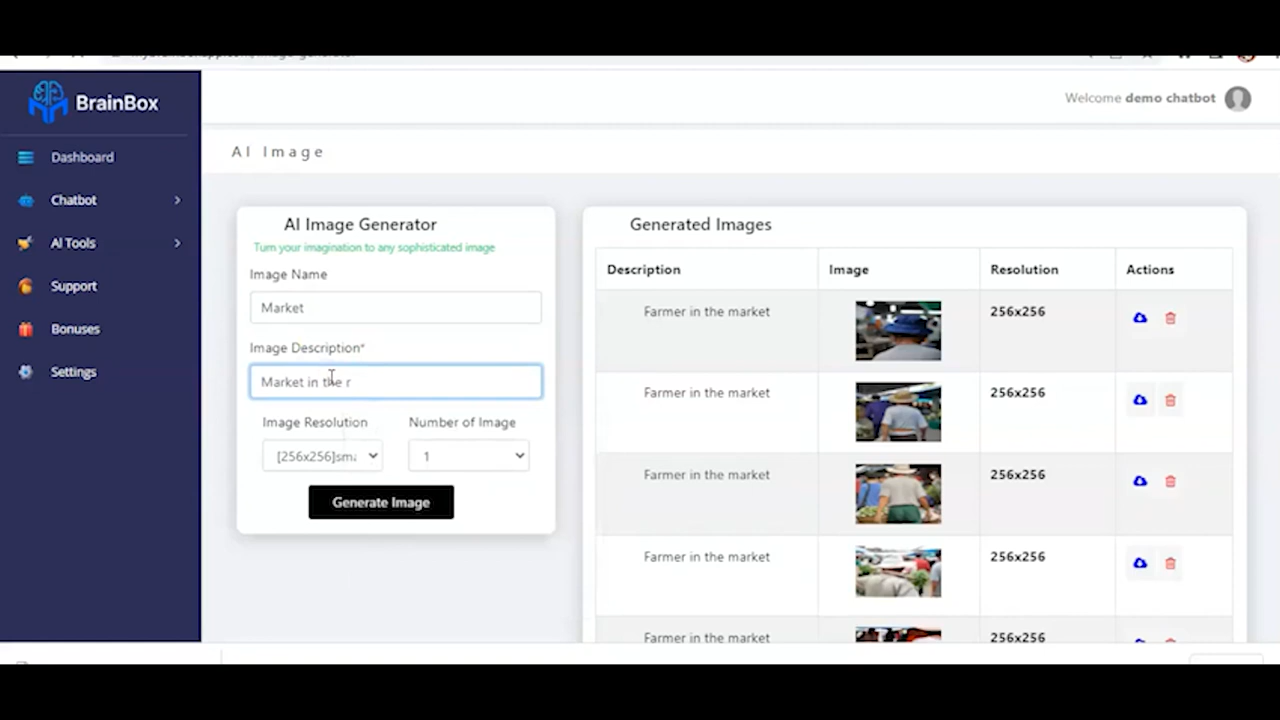 BrainBox
Welcome demo chatbot
Dashboard
Chatbot
AI Tools
Support
Bonuses
Settings
AI Image
AI Image Generator
Turn your imagination to any sophisticated image
Image Name
Market
Image Description*
Market in the r
Image Resolution
Number of Image
[256x256]sma
1
Generate Image
Generated Images
Description Image Resolution Actions
Farmer in the market 256x256
Farmer in the market 256x256
Farmer in the market 256x256
Farmer in the market 256x256
Farmer in the market 256x256